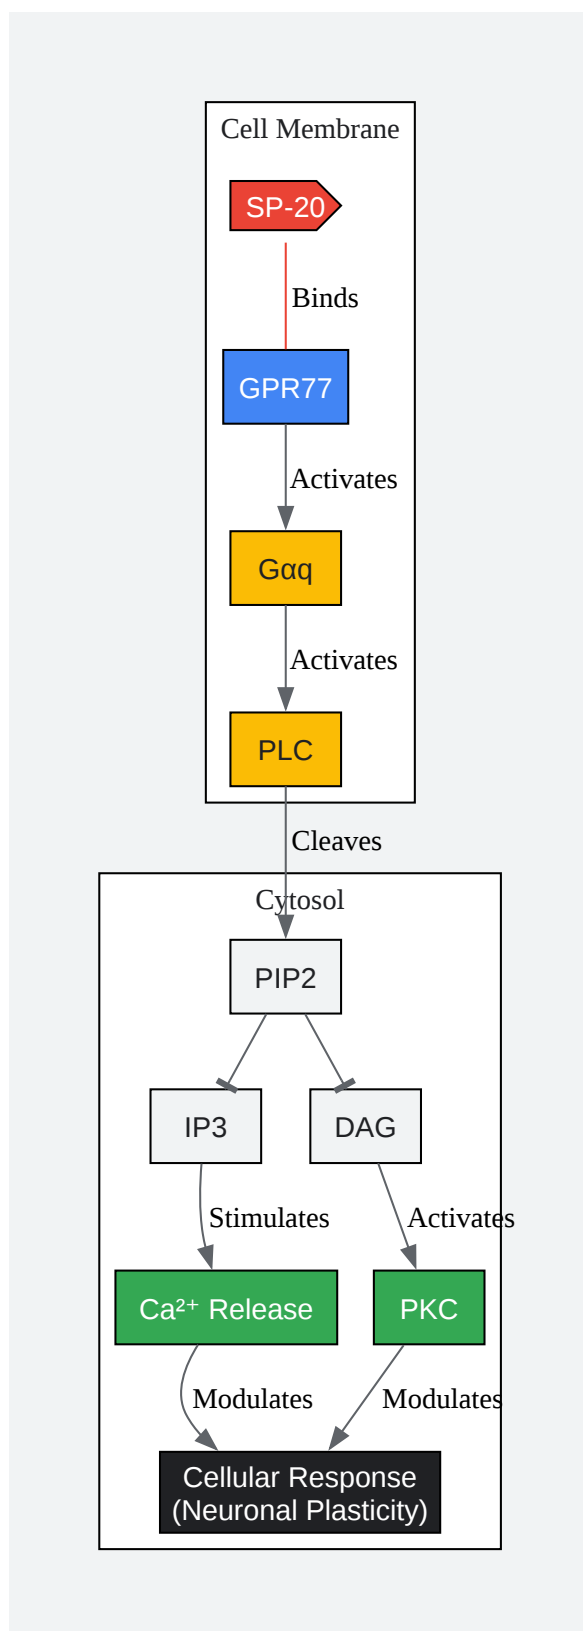 Cell Membrane
SP-20
Binds
GPR77
Activates
Gαq
Activates
PLC
Cleaves
Cytosol
PIP2
IP3
DAG
Stimulates
Activates
Ca²⁺ Release
PKC
Modulates
Modulates
Cellular Response
(Neuronal Plasticity)